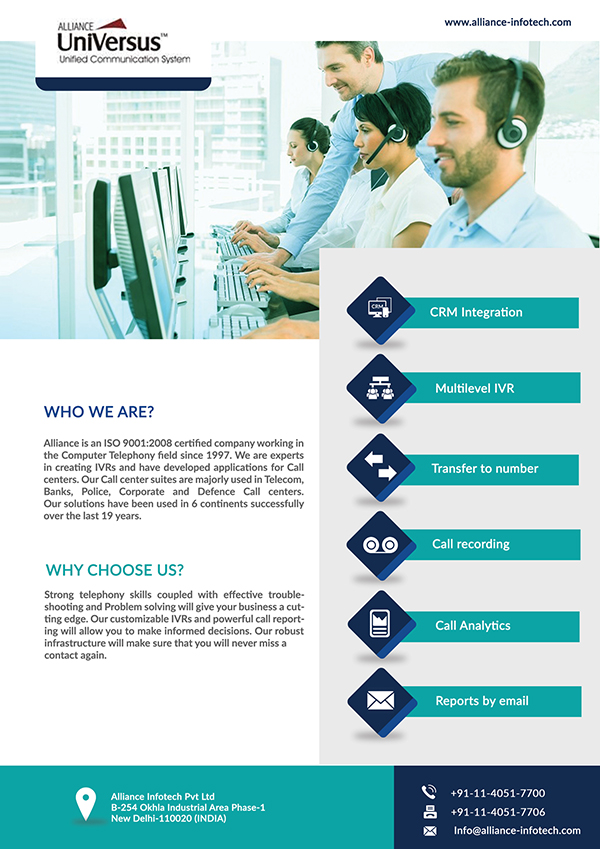 www.alliance-infotech.com
ALLIANCE
UniVersus™
Unified Communication System
CRM
CRM Integration
Multilevel IVR
Transfer to number
Call recording
Call Analytics
Reports by email
WHO WE ARE?
Alliance is an ISO 9001:2008 certified company working in
the Computer Telephony field since 1997. We are experts
in creating IVRs and have developed applications for Call
centers. Our Call center suites are majorly used in Telecom,
Banks, Police, Corporate and Defence Call centers.
Our solutions have been used in 6 continents successfully
over the last 19 years.
WHY CHOOSE US?
Strong telephony skills coupled with effective trouble-
shooting and Problem solving will give your business a cut-
ting edge. Our customizable IVRs and powerful call report-
ing will allow you to make informed decisions. Our robust
infrastructure will make sure that you will never miss a
contact again.
Alliance Infotech Pvt Ltd
B-254 Okhla Industrial Area Phase-1
New Delhi-110020 (INDIA)
+91-11-4051-7700
+91-11-4051-7706
Info@alliance-infotech.com